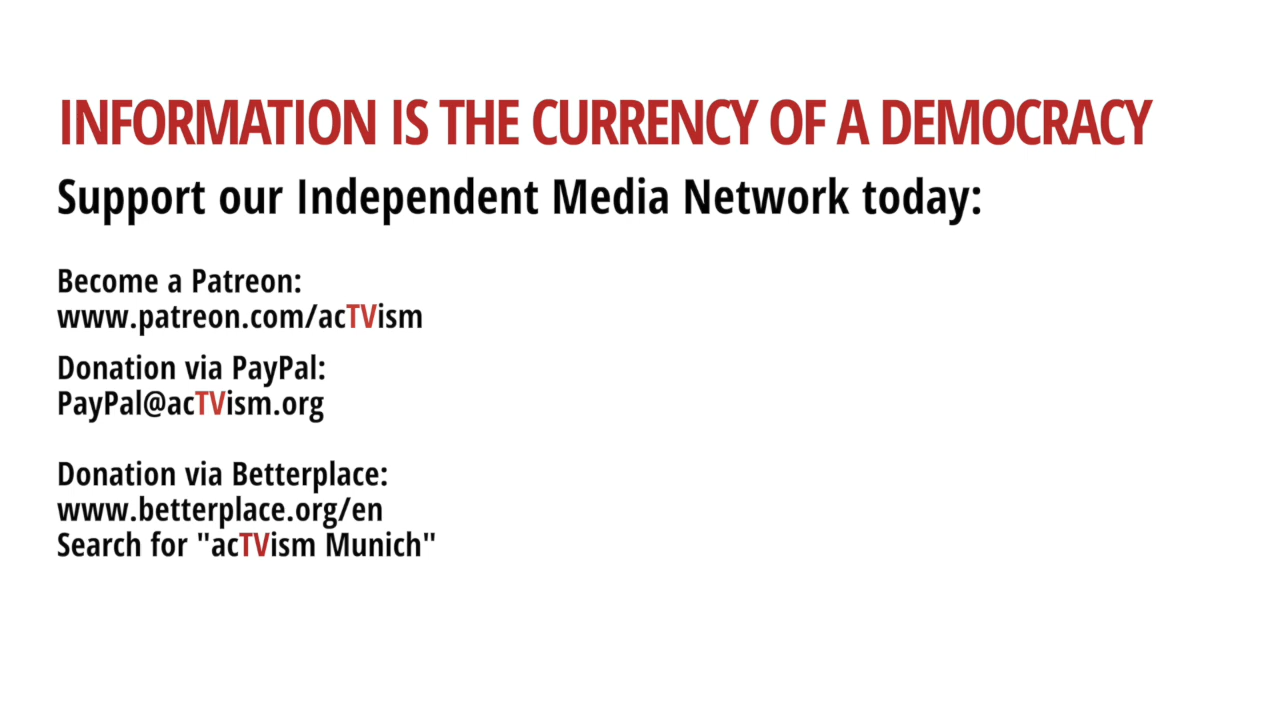 INFORMATION IS THE CURRENCY OF A DEMOCRACY
Support our Independent Media Network today:
Become a Patreon:
www.patreon.com/acTVism
Donation via PayPal:
PayPal@acTVism.org
Donation via Betterplace:
www.betterplace.org/en
Search for "acTVism Munich"